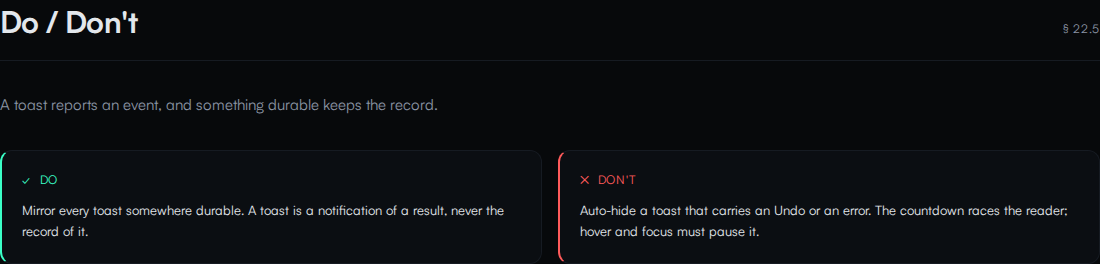 Do / Don't
§ 22.5
A toast reports an event, and something durable keeps the record.
✓ DO
Mirror every toast somewhere durable. A toast is a notification of a result, never the
record of it.
✕ DON'T
Auto-hide a toast that carries an Undo or an error. The countdown races the reader;
hover and focus must pause it.